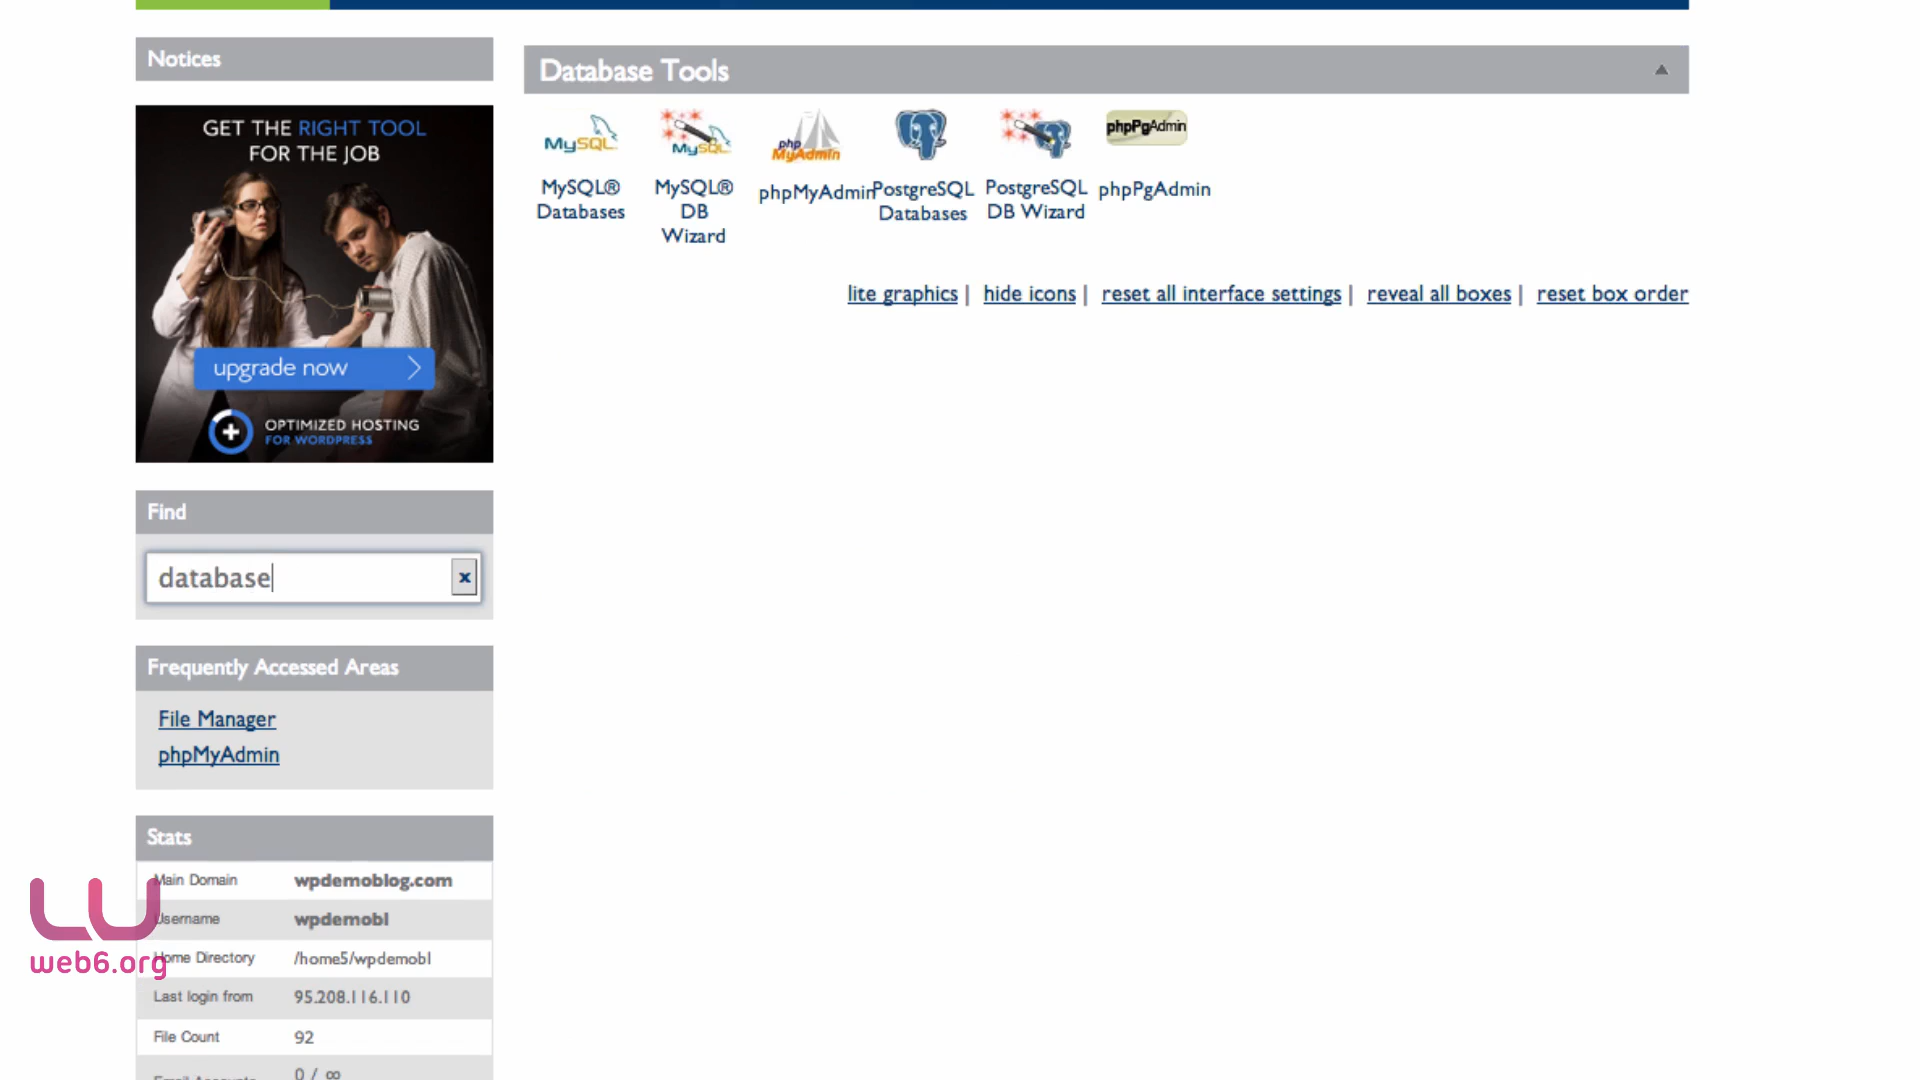 Notices
GET THE RIGHT TOOL
FOR THE JOB
upgrade now
OPTIMIZED HOSTING
FOR WORDPRESS
Find
database
x
Frequently Accessed Areas
File Manager
phpMyAdmin
Stats
Main Domain wpdemoblog.com
Username wpdemobl
Home Directory /home5/wpdemobl
Last login from 95.208.116.110
File Count 92
Email Accounts 0 / ∞
web6.org
Database Tools
MySQL
MySQL
php
MyAdmin
phpPgAdmin
MySQL® Databases
MySQL® DB Wizard
phpMyAdmin
PostgreSQL Databases
PostgreSQL DB Wizard
phpPgAdmin
lite graphics | hide icons | reset all interface settings | reveal all boxes | reset box order